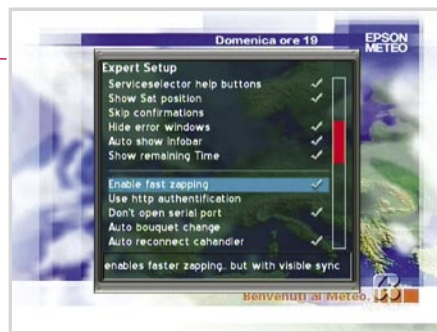 Domenica ore 19
EPSON
METEO
Expert Setup
Serviceselector help buttons
Show Sat position
Skip confirmations
Hide error windows
Auto show Infobar
Show remaining Time
Enable fast zapping
Use http authentification
Don't open serial port
Auto bouquet change
Auto reconnect cahandler
enables faster zapping, but with visible sync
Benvenuti al Meteo.